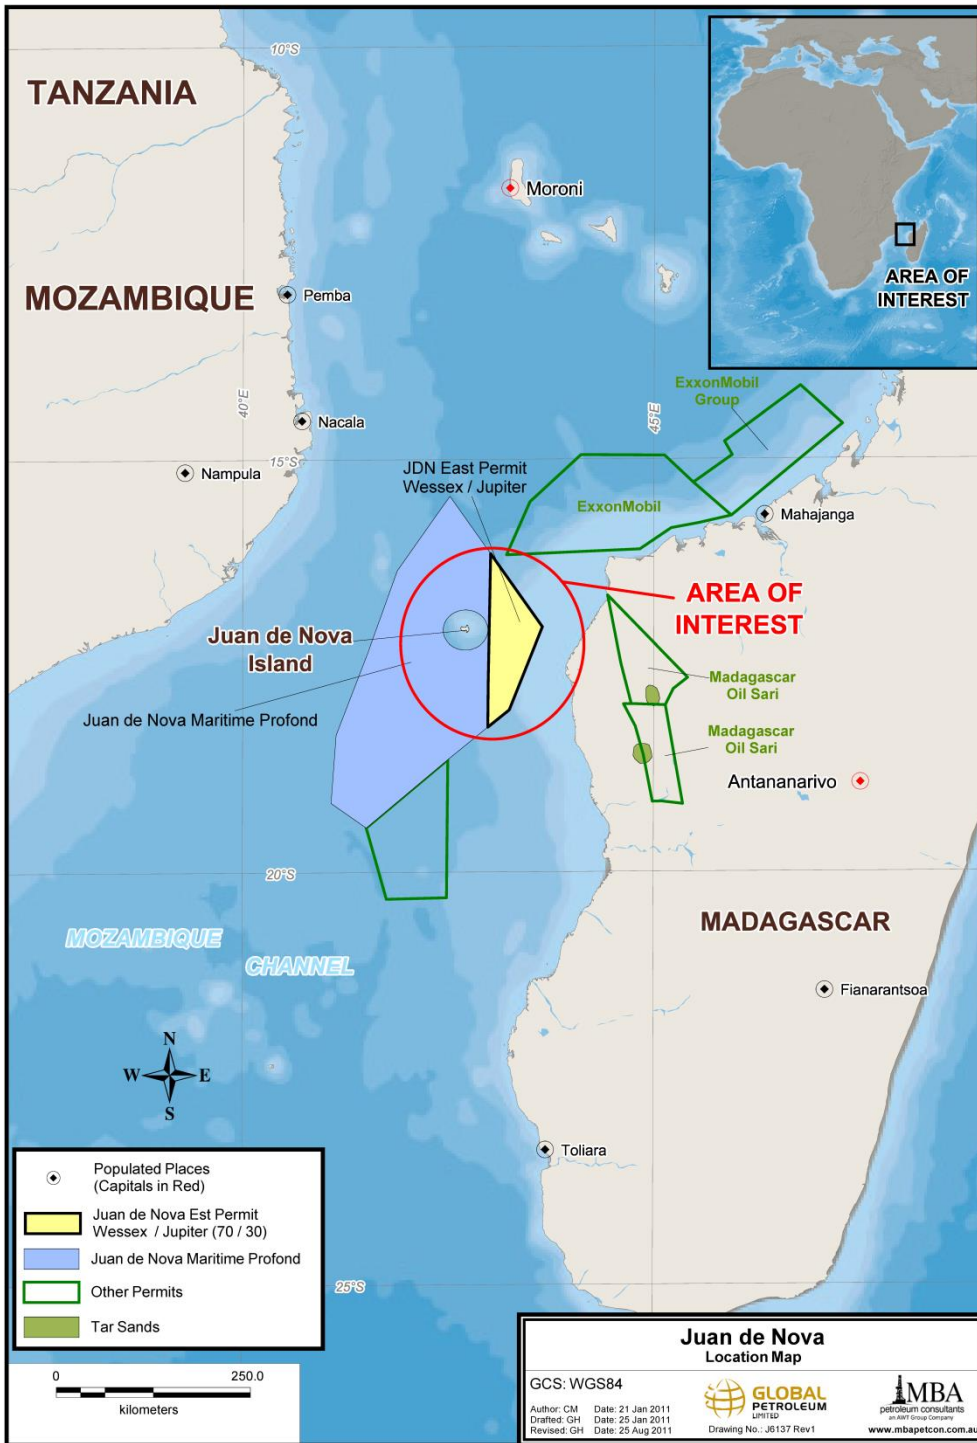 10°S
TANZANIA
Moroni
AREA OF
INTEREST
MOZAMBIQUE
Pemba
40°E
45°E
ExxonMobil
Group
Nacala
15°S
Nampula
JDN East Permit
Wessex / Jupiter
ExxonMobil
Mahajanga
AREA OF
INTEREST
Juan de Nova
Island
Madagascar
Oil Sari
Juan de Nova Maritime Profond
Madagascar
Oil Sari
Antananarivo
20°S
MADAGASCAR
MOZAMBIQUE
CHANNEL
Fianarantsoa
N
W E
S
Toliara
Populated Places
(Capitals in Red)
Juan de Nova Est Permit
Wessex / Jupiter (70 / 30)
Juan de Nova Maritime Profond
Other Permits
Tar Sands
25°S
0 250.0
kilometers
Juan de Nova
Location Map
GCS: WGS84
Author: CM Date: 21 Jan 2011
Drafted: GH Date: 25 Jan 2011
Revised: GH Date: 25 Aug 2011
GLOBAL
PETROLEUM
LIMITED
Drawing No.: J6137 Rev1
MBA
petroleum consultants
an AWT Group Company
www.mbapetcon.com.au